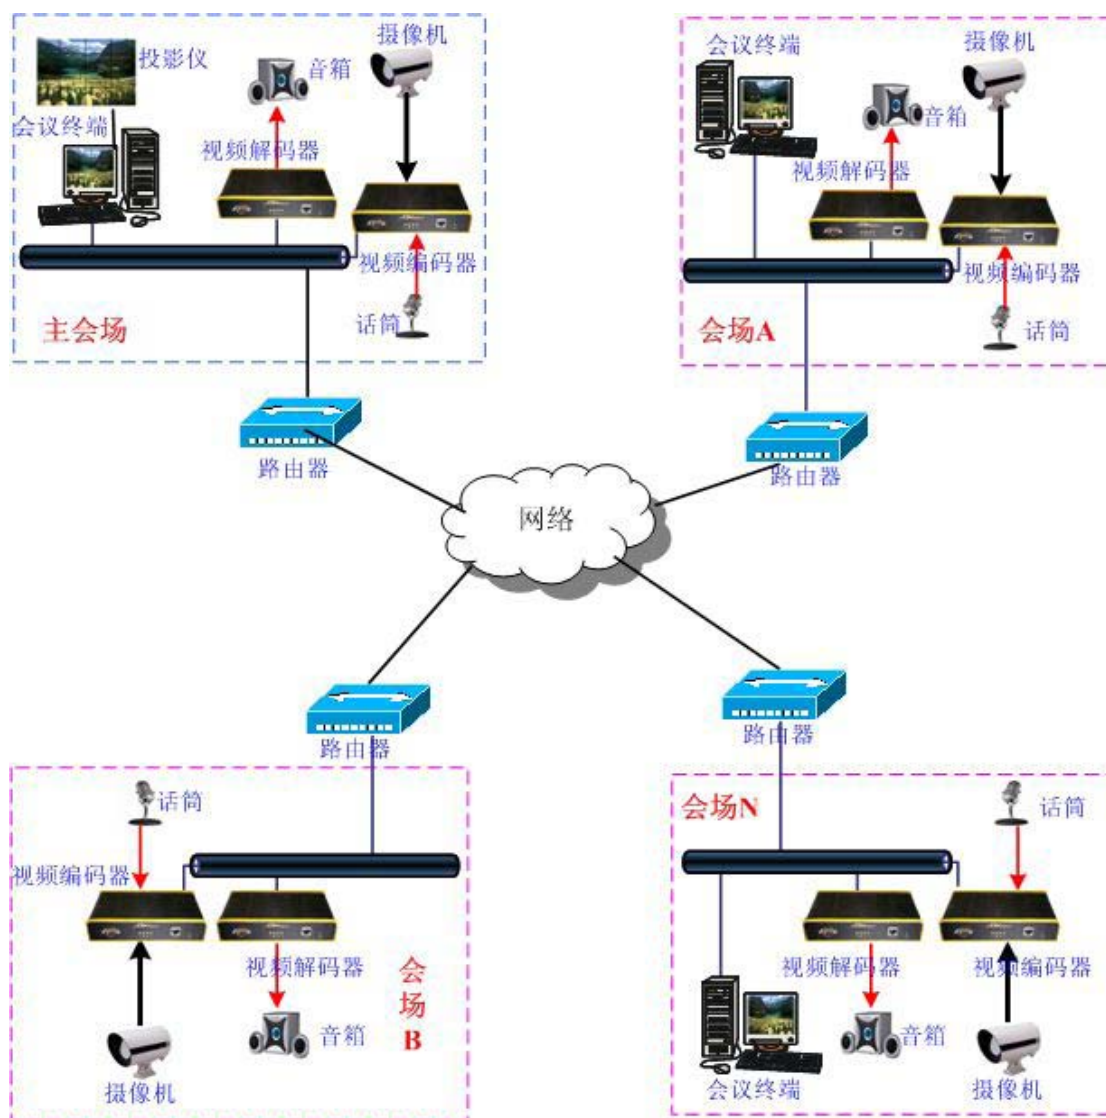 投影仪
音箱
摄像机
会议终端
视频解码器
视频编码器
话筒
主会场
路由器
会议终端
摄像机
音箱
视频解码器
视频编码器
话筒
会场A
路由器
网络
路由器
话筒
视频编码器
视频解码器
音箱
摄像机
会
场
B
路由器
会场N
话筒
视频解码器
视频编码器
音箱
会议终端
摄像机